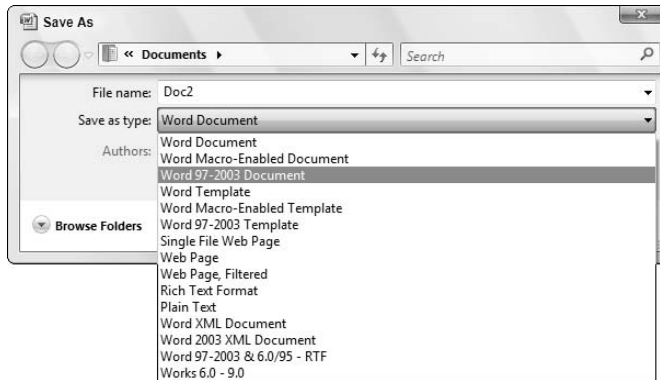 Save As
« Documents
Search
File name: Doc2
Save as type: Word Document
Authors:
Word Document
Word Macro-Enabled Document
Word 97-2003 Document
Word Template
Word Macro-Enabled Template
Word 97-2003 Template
Browse Folders
Single File Web Page
Web Page
Web Page, Filtered
Rich Text Format
Plain Text
Word XML Document
Word 2003 XML Document
Word 97-2003 & 6.0/95 - RTF
Works 6.0 - 9.0